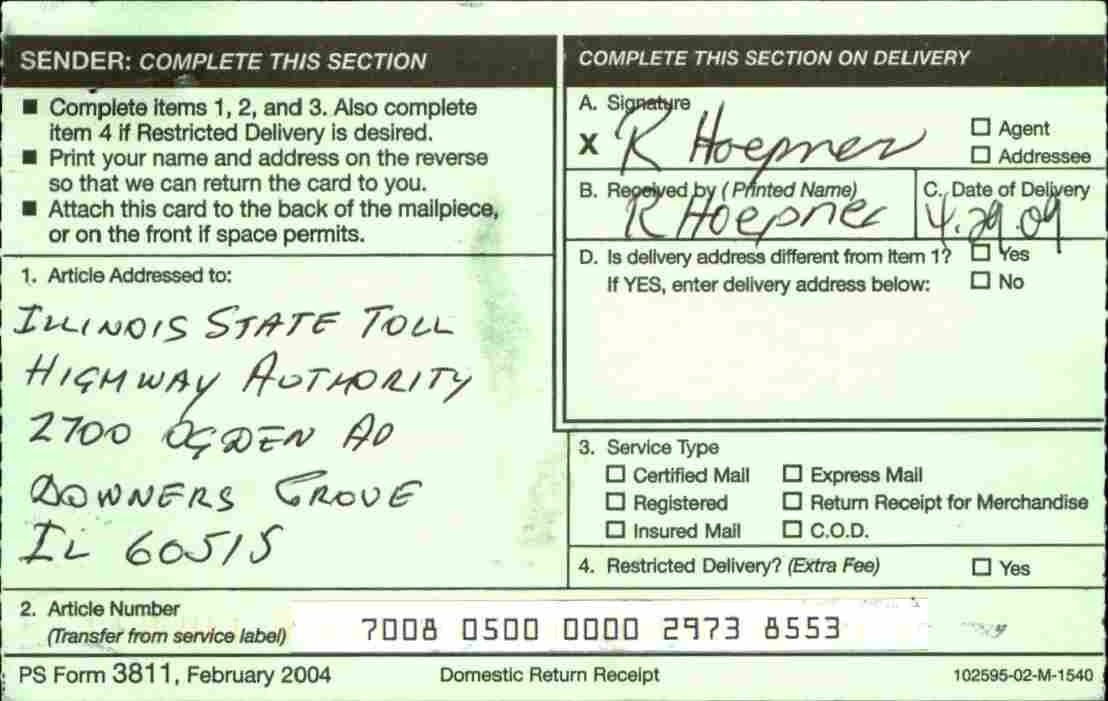 SENDER: COMPLETE THIS SECTION
■ Complete items 1, 2, and 3. Also complete
item 4 if Restricted Delivery is desired.
■ Print your name and address on the reverse
so that we can return the card to you.
■ Attach this card to the back of the mailpiece,
or on the front if space permits.
1. Article Addressed to:
ILLINOIS STATE TOLL
HIGHWAY AUTHORITY
2700 OGDEN RD
DOWNERS GROVE
IL 60515
COMPLETE THIS SECTION ON DELIVERY
A. Signature
X R Hoepner
☐ Agent
☐ Addressee
B. Received by (Printed Name)
R Hoepner
C. Date of Delivery
4.29.09
D. Is delivery address different from item 1? ☐ Yes
If YES, enter delivery address below: ☐ No
3. Service Type
☐ Certified Mail ☐ Express Mail
☐ Registered ☐ Return Receipt for Merchandise
☐ Insured Mail ☐ C.O.D.
4. Restricted Delivery? (Extra Fee) ☐ Yes
2. Article Number
(Transfer from service label)
7008 0500 0000 2973 8553
PS Form 3811, February 2004 Domestic Return Receipt 102595-02-M-1540